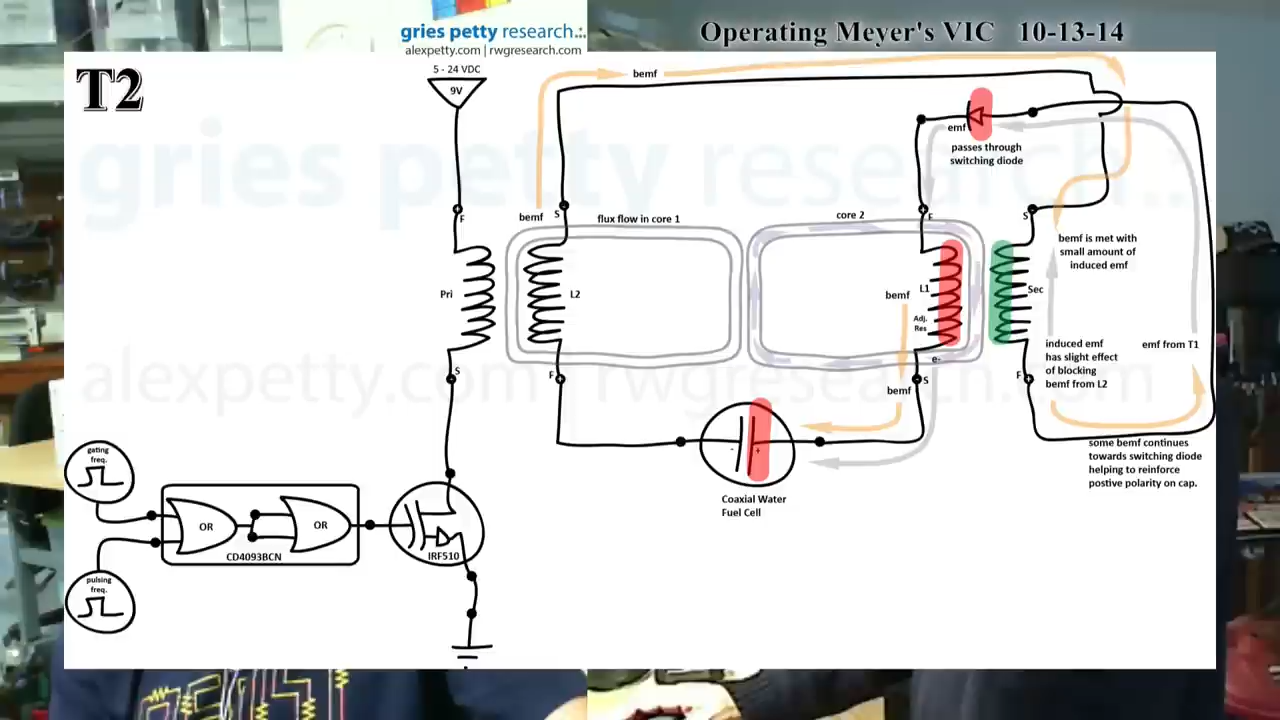 gries petty research.:.
alexpetty.com | rwgresearch.com
Operating Meyer's VIC 10-13-14
T2
5 - 24 VDC
9V
bemf
emf
passes through
switching diode
gries petty research.:.
F
bemf
S
flux flow in core 1
core 2
F
S
bemf is met with
small amount of
induced emf
Pri
L2
bemf
L1
Sec
Adj.
Res
induced emf
has slight effect
of blocking
bemf from L2
emf from T1
e-
alexpetty.com | rwgresearch.com
S
F
S
F
bemf
some bemf continues
towards switching diode
helping to reinforce
postive polarity on cap.
- +
Coaxial Water
Fuel Cell
gating
freq.
OR
OR
CD4093BCN
IRF510
pulsing
freq.